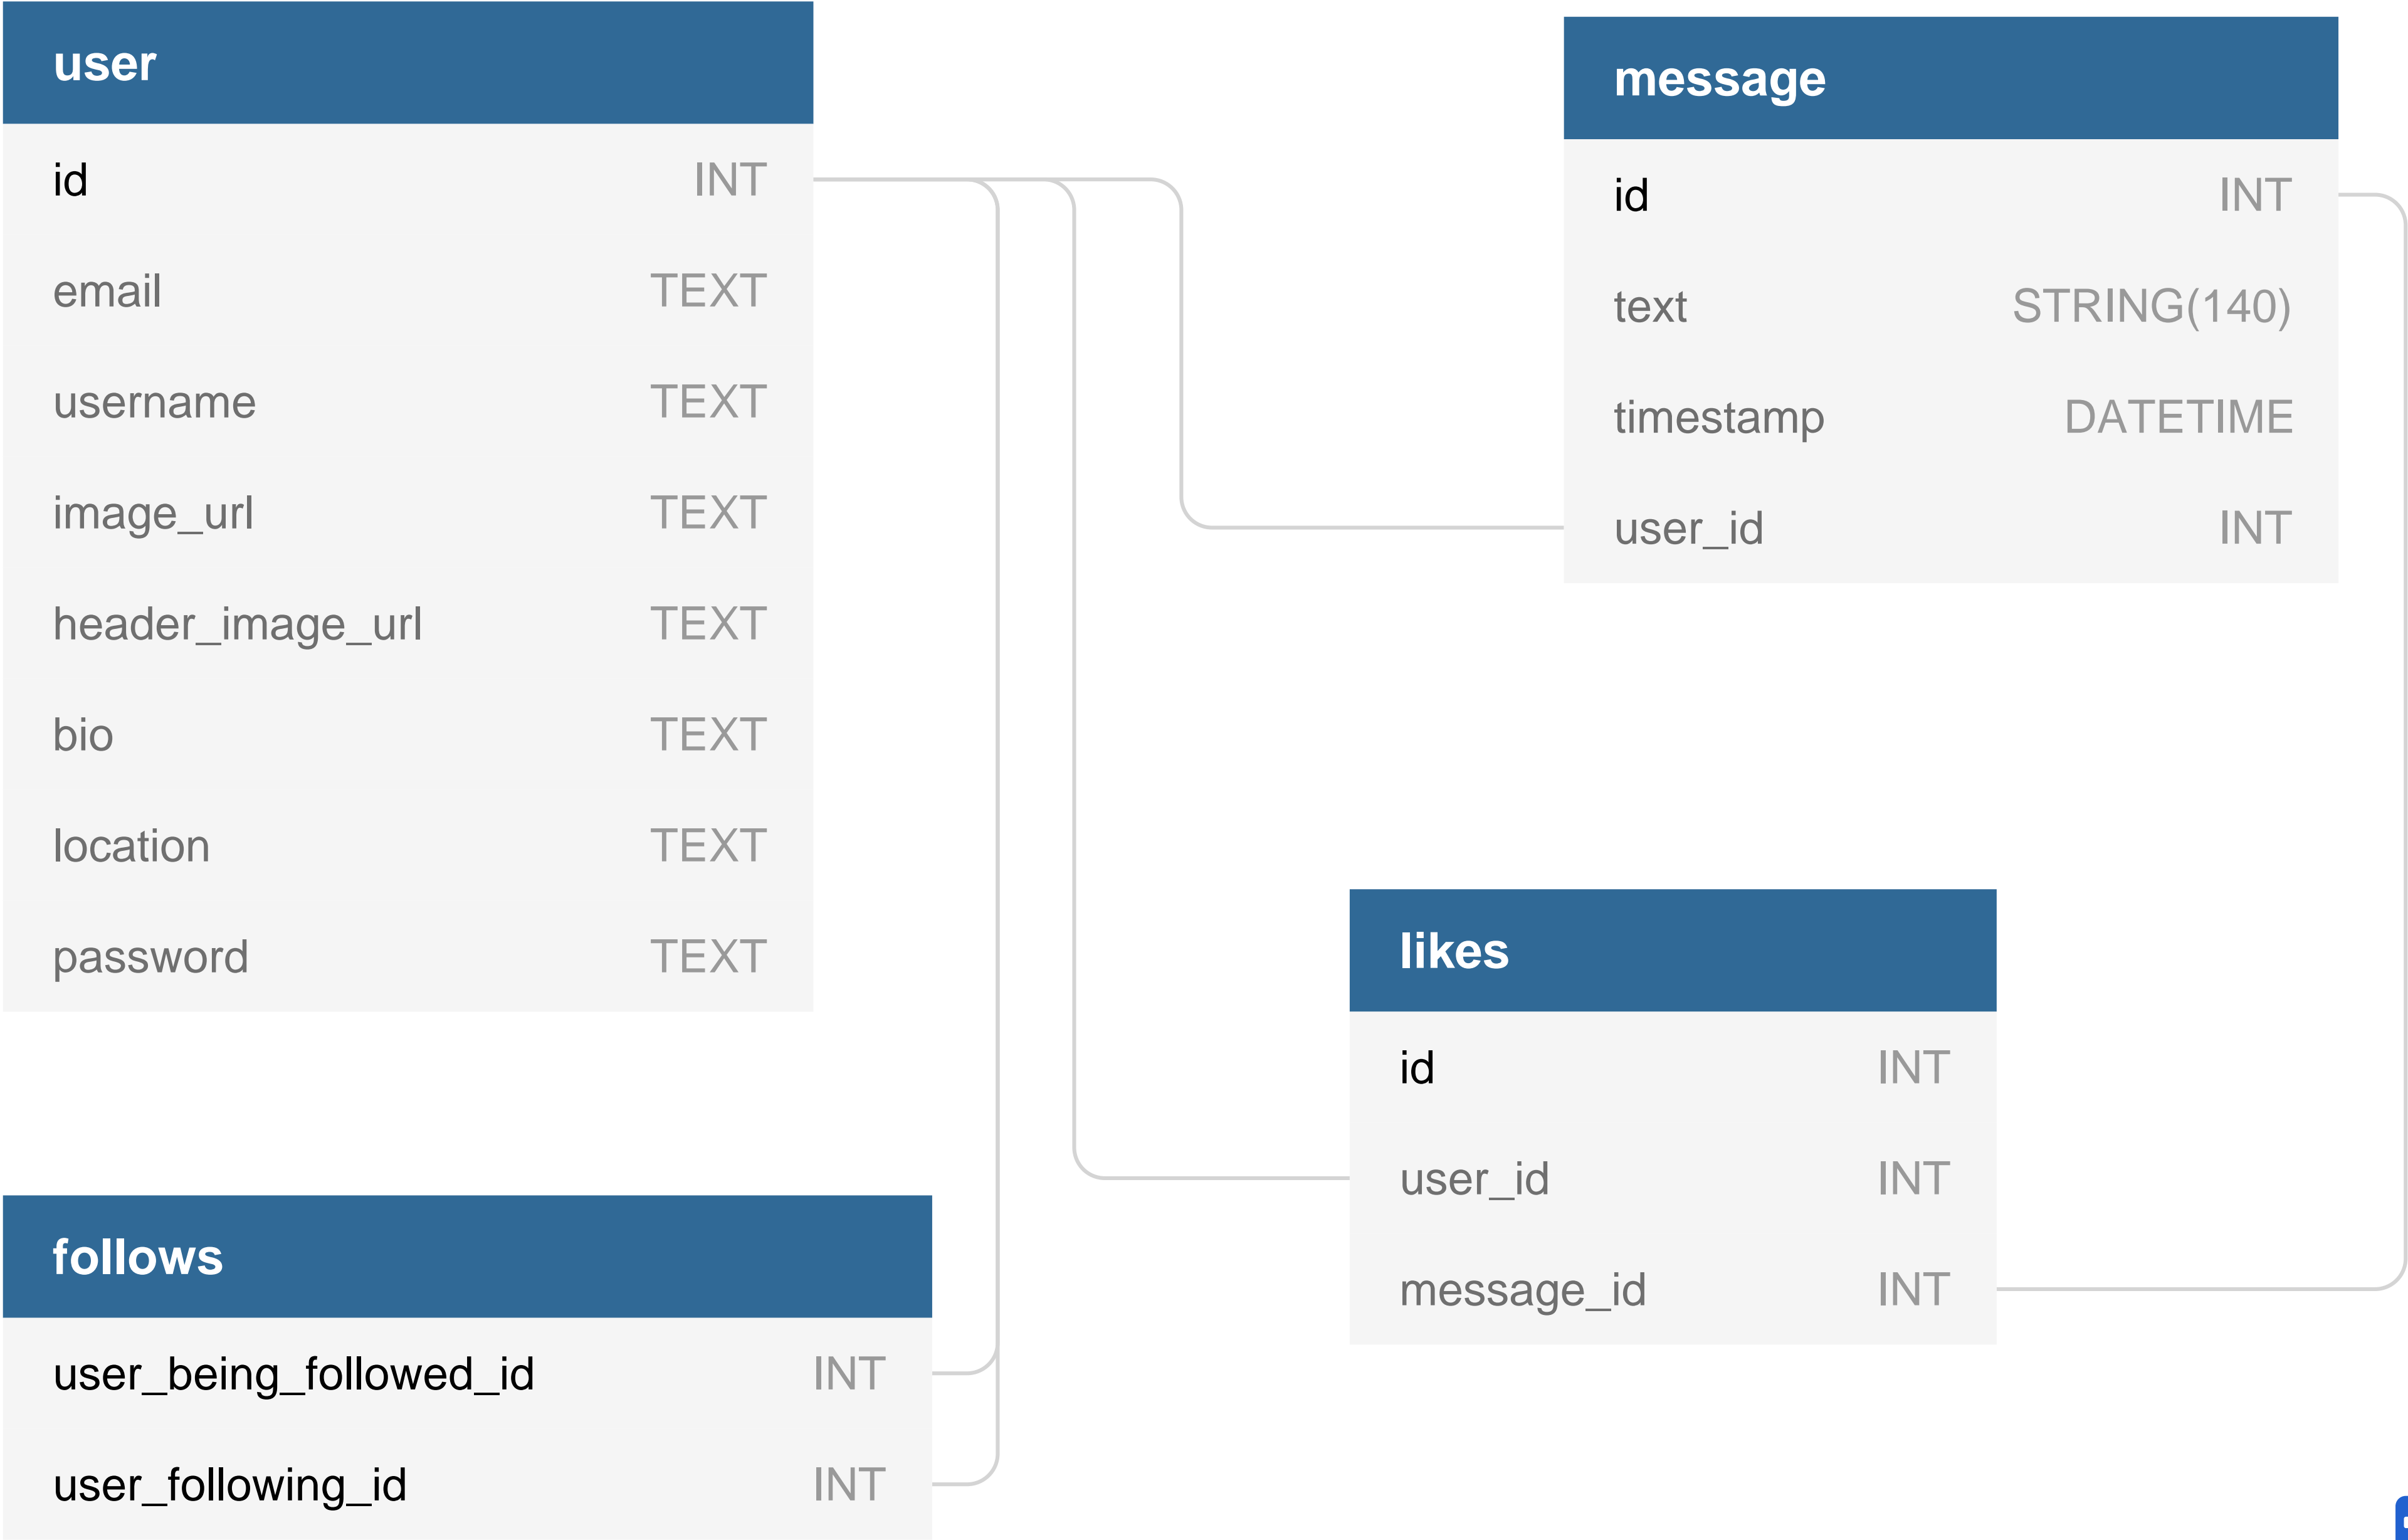 user
id INT
email TEXT
username TEXT
image_url TEXT
header_image_url TEXT
bio TEXT
location TEXT
password TEXT
message
id INT
text STRING(140)
timestamp DATETIME
user_id INT
likes
id INT
user_id INT
message_id INT
follows
user_being_followed_id INT
user_following_id INT